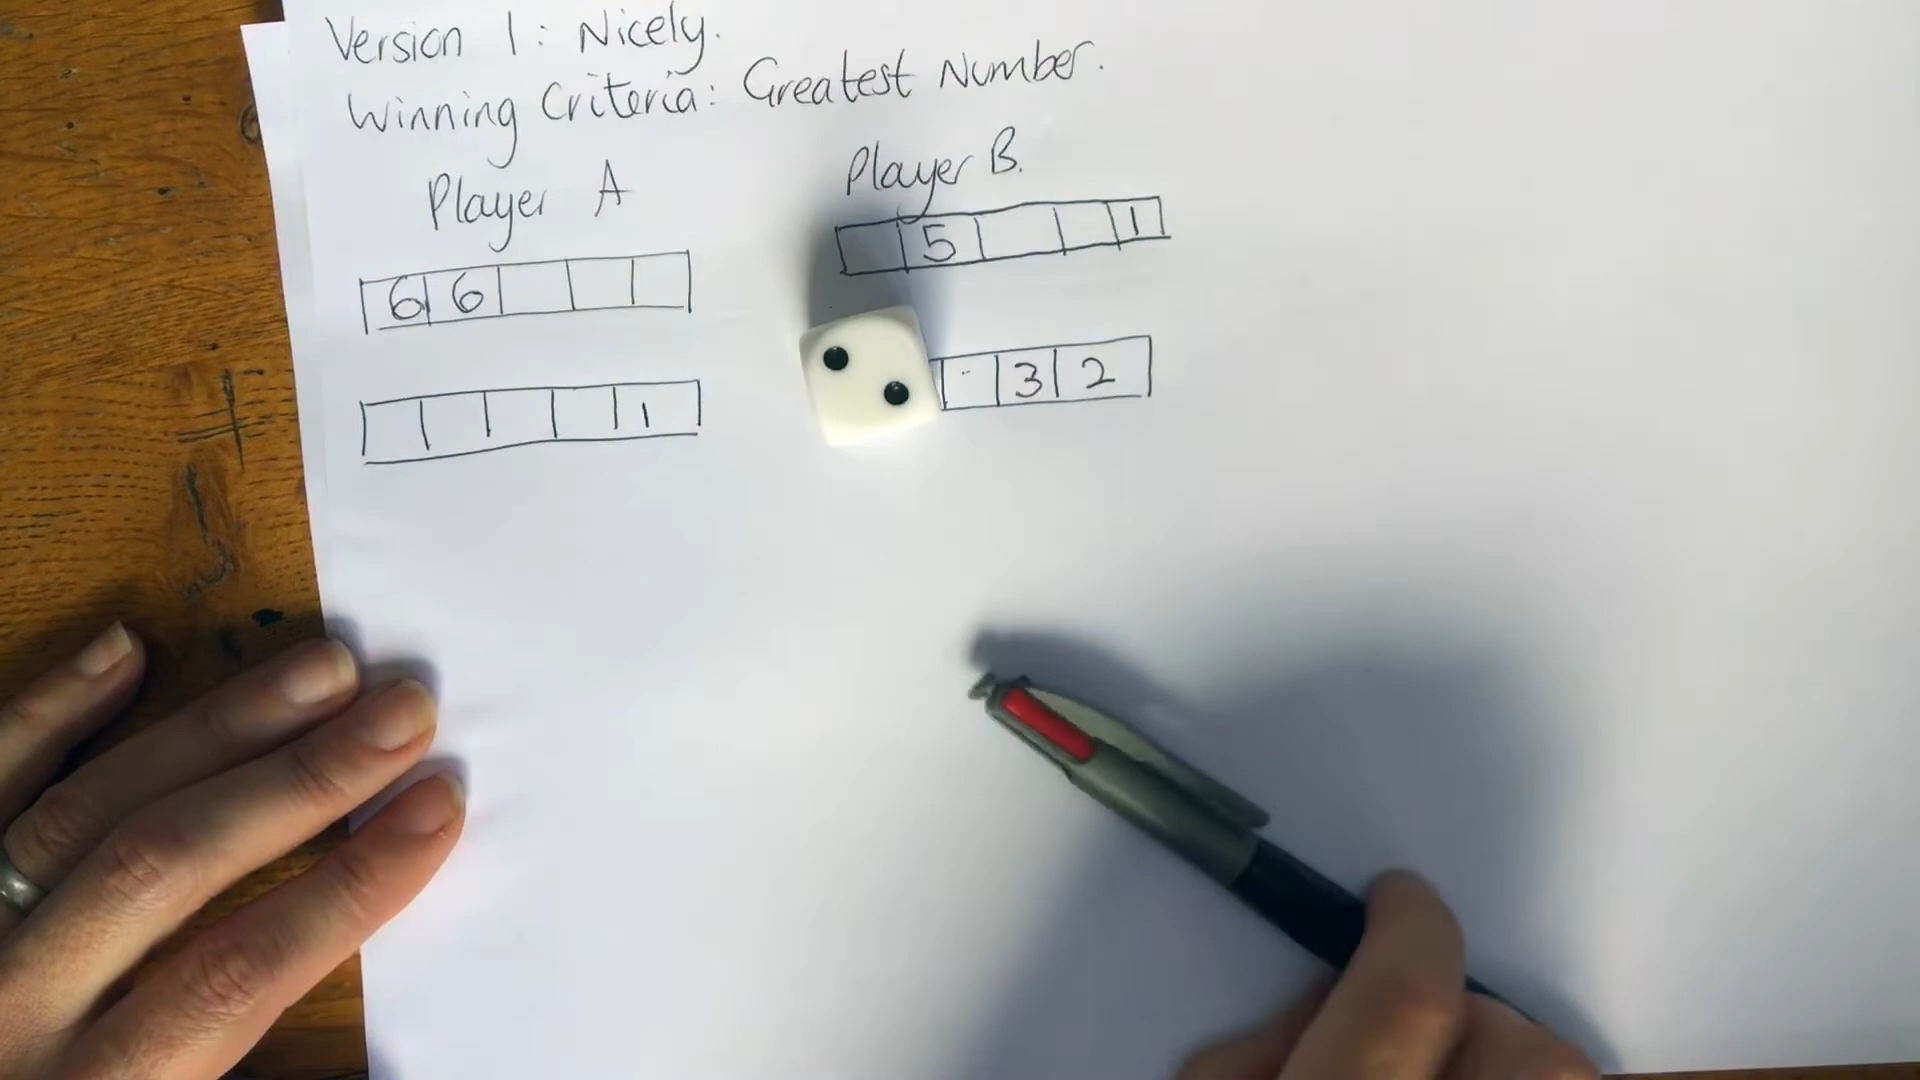 Version 1: Nicely.
Winning Criteria: Greatest Number.
Player A
Player B.
6 6
5 1
1
3 2